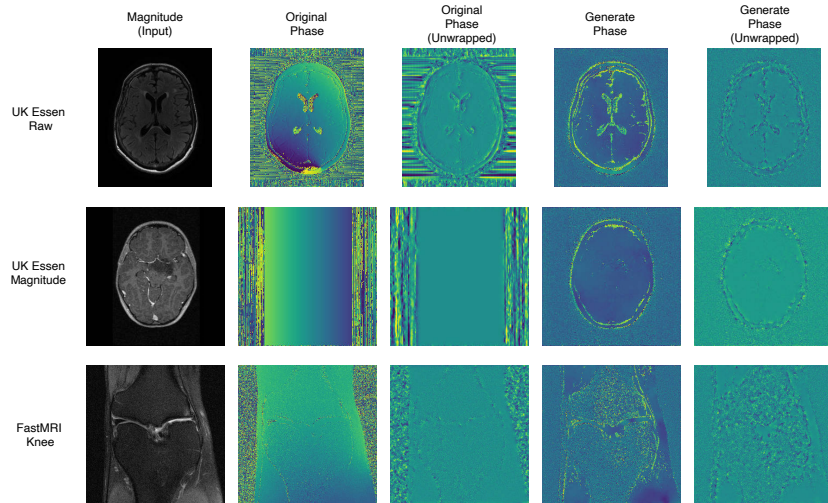 Magnitude
(Input)
Original
Phase
Original
Phase
(Unwrapped)
Generate
Phase
Generate
Phase
(Unwrapped)
UK Essen
Raw
UK Essen
Magnitude
FastMRI
Knee